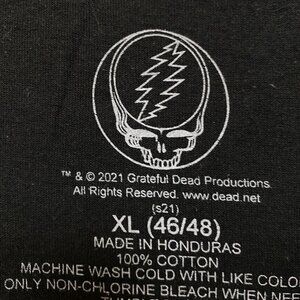 ™ & © 2021 Grateful Dead Productions.
All Rights Reserved. www.dead.net
(s21)
XL (46/48)
MADE IN HONDURAS
100% COTTON
MACHINE WASH COLD WITH LIKE COLO
ONLY NON-CHLORINE BLEACH WHEN NEE